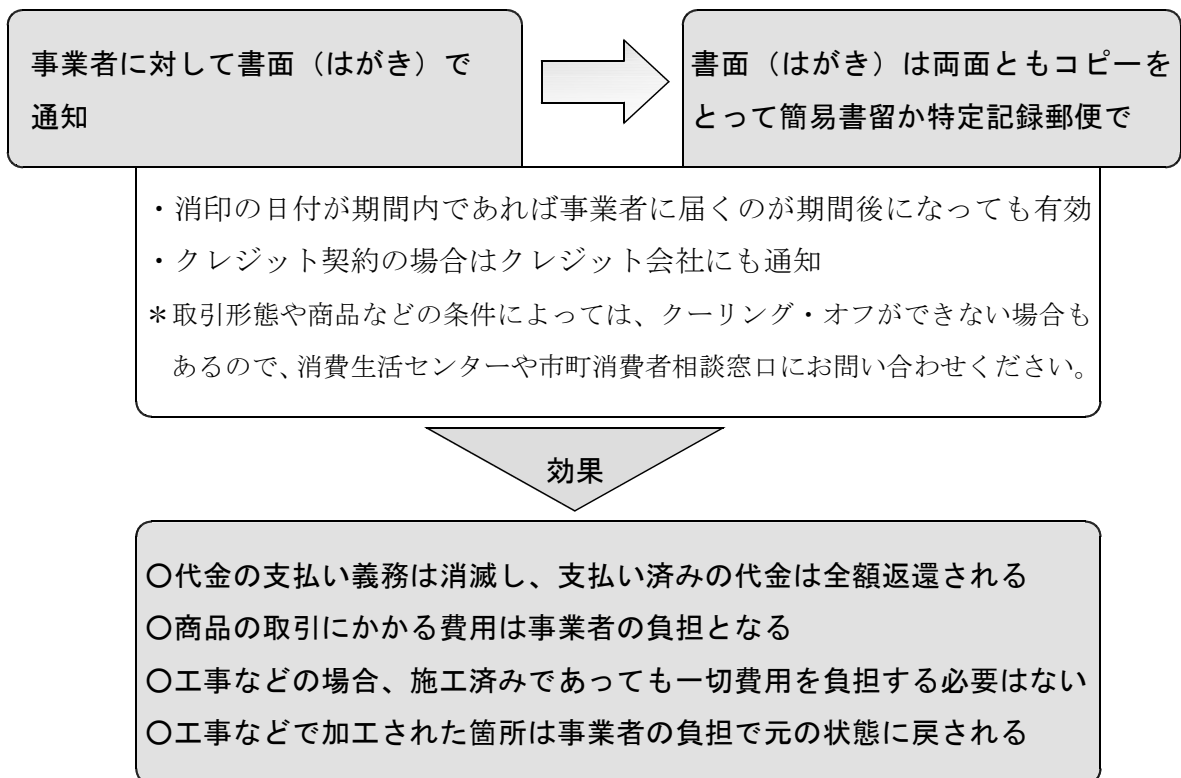 事業者に対して書面（はがき）で
通知
書面（はがき）は両面ともコピーを
とって簡易書留か特定記録郵便で
・消印の日付が期間内であれば事業者に届くのが期間後になっても有効
・クレジット契約の場合はクレジット会社にも通知
＊取引形態や商品などの条件によっては、クーリング・オフができない場合も
あるので、消費生活センターや市町消費者相談窓口にお問い合わせください。
効果
〇代金の支払い義務は消滅し、支払い済みの代金は全額返還される
〇商品の取引にかかる費用は事業者の負担となる
〇工事などの場合、施工済みであっても一切費用を負担する必要はない
〇工事などで加工された箇所は事業者の負担で元の状態に戻される